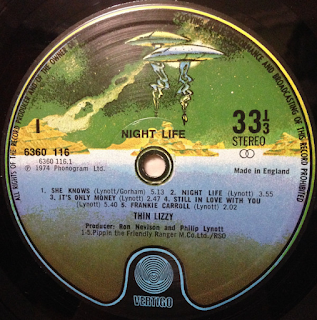 ALL RIGHTS OF THE RECORD PRODUCER AND OF THE OWNER O
MANCE AND BROADCASTING OF THIS RECORD PROHIBITED
I
NIGHT LIFE
33⅓
STEREO
6360 116
6360 116.1
℗ 1974 Phonogram Ltd.
Made in England
1. SHE KNOWS (Lynott/Gorham) 5.13 2. NIGHT LIFE (Lynott) 3.55
3. IT'S ONLY MONEY (Lynott) 2.47 4. STILL IN LOVE WITH YOU
(Lynott) 5.40 5. FRANKIE CARROLL (Lynott) 2.02
THIN LIZZY
Producer: Ron Nevison and Philip Lynott
1-5.Pippin the Friendly Ranger M.Co.Ltd./RSO
VERTIGO